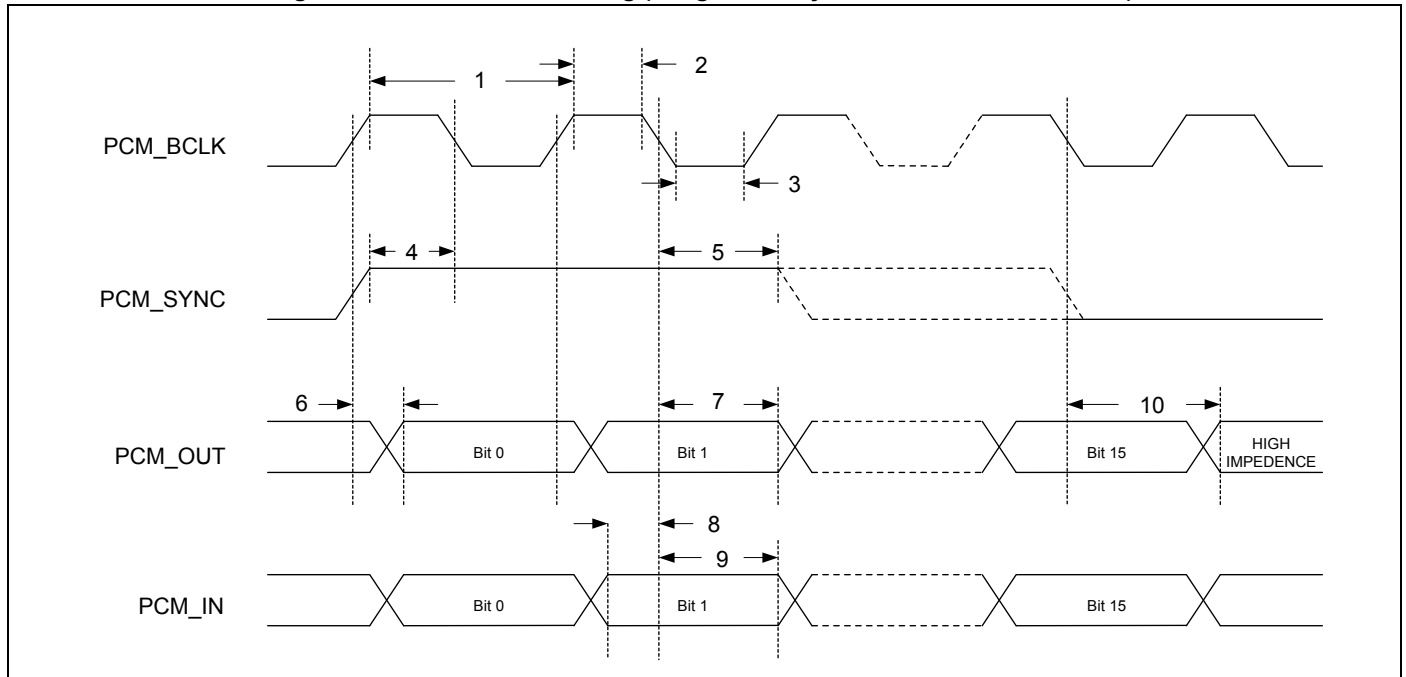 1
2
PCM_BCLK
3
4
5
PCM_SYNC
6
7
10
PCM_OUT
Bit 0
Bit 1
Bit 15
HIGH
IMPEDENCE
8
9
PCM_IN
Bit 0
Bit 1
Bit 15